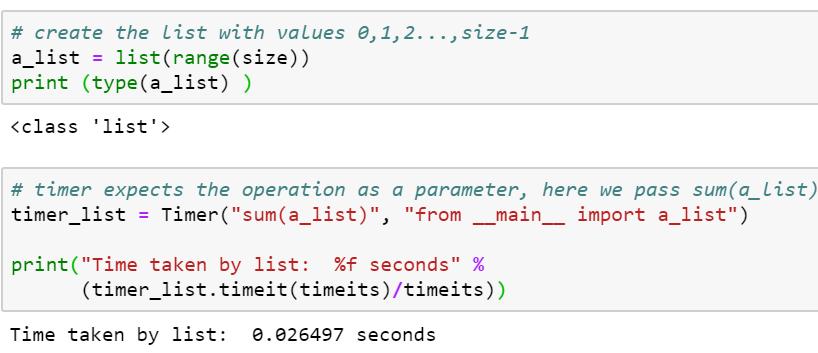 # create the list with values 0,1,2...,size-1
a_list = list(range(size))
print (type(a_list) )
<class 'list'>
# timer expects the operation as a parameter, here we pass sum(a_list)
timer_list = Timer("sum(a_list)", "from __main__ import a_list")
print("Time taken by list:  %f seconds" %
      (timer_list.timeit(timeits)/timeits))
Time taken by list:  0.026497 seconds